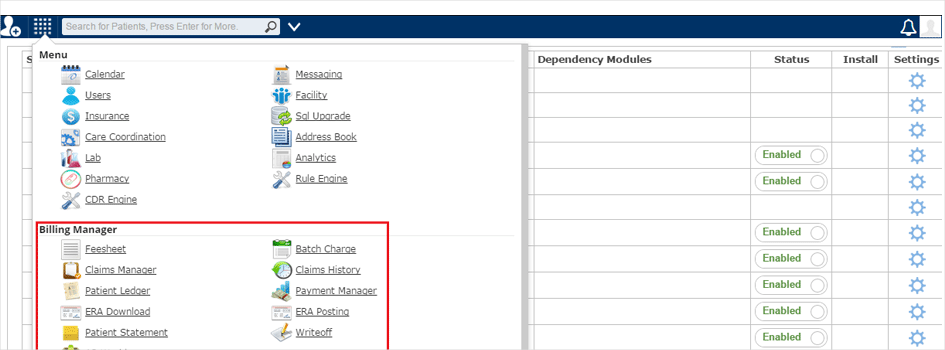 Search for Patients, Press Enter for More.
Menu
S Dependency Modules Status Install Settings
Calendar Messaging
Users Facility
Insurance Sql Upgrade
Care Coordination Address Book
Lab Analytics Enabled
Pharmacy Rule Engine Enabled
CDR Engine
Billing Manager Enabled
Feesheet Batch Charge Enabled
Claims Manager Claims History
Patient Ledger Payment Manager Enabled
ERA Download ERA Posting Enabled
Patient Statement Writeoff Enabled